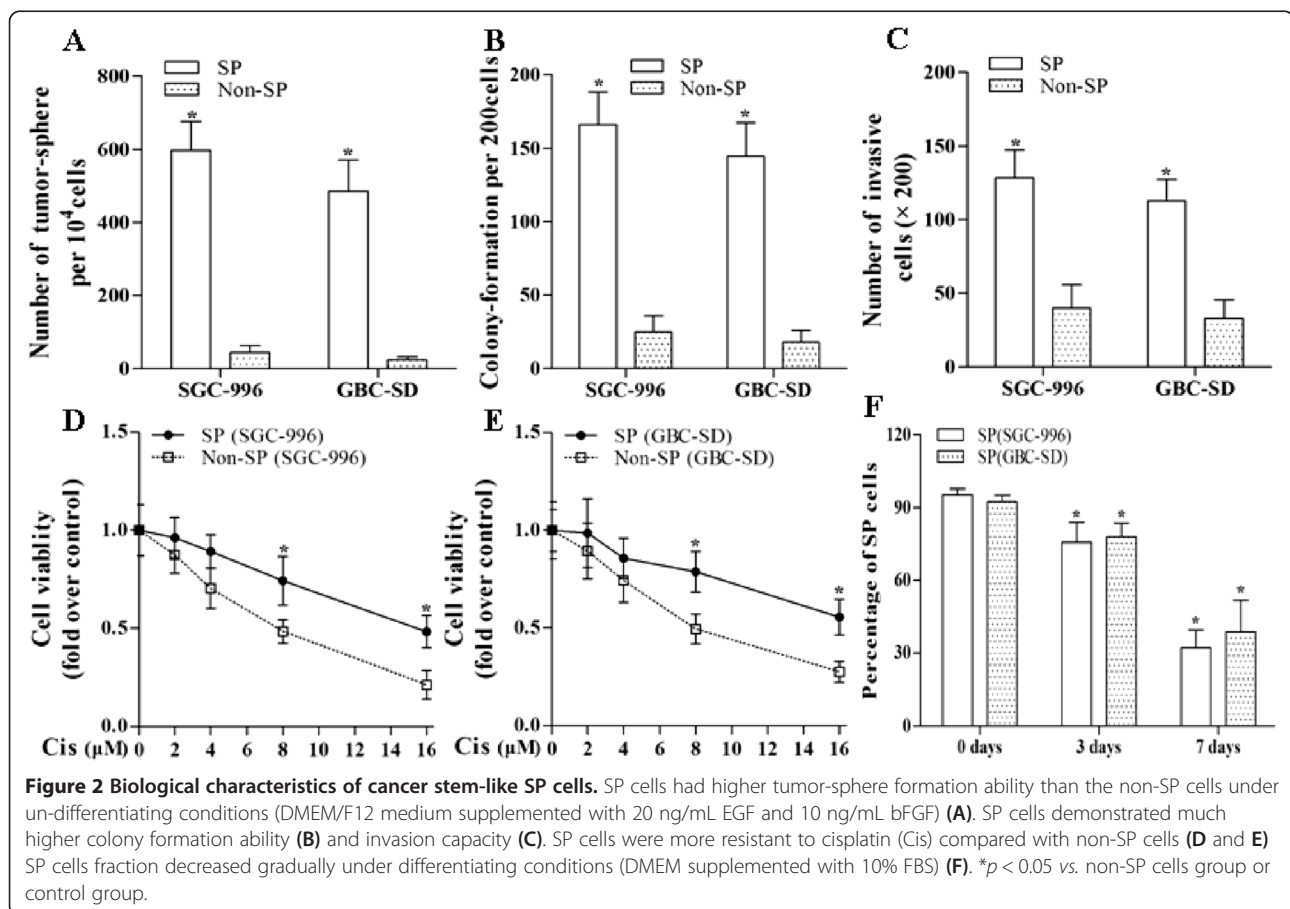 A
SP
Non-SP
Number of tumor-sphere
per 10⁴cells
800
600
400
200
0
*
*
SGC-996
GBC-SD
B
SP
Non-SP
Colony-formation per 200cells
200
150
100
50
0
*
*
SGC-996
GBC-SD
C
SP
Non-SP
Number of invasive
cells (× 200)
200
150
100
50
0
*
*
SGC-996
GBC-SD
D
SP (SGC-996)
Non-SP (SGC-996)
Cell viablity
(fold over control)
1.5
1.0
0.5
0.0
*
*
Cis (μM) 0 2 4 6 8 10 12 14 16
E
SP (GBC-SD)
Non-SP (GBC-SD)
Cell viablity
(fold over control)
1.5
1.0
0.5
0.0
*
*
Cis (μM) 0 2 4 6 8 10 12 14 16
F
SP(SGC-996)
SP(GBC-SD)
Percentage of SP cells
120
90
60
30
0
* *
* *
0 days 3 days 7 days
Figure 2 Biological characteristics of cancer stem-like SP cells. SP cells had higher tumor-sphere formation ability than the non-SP cells under
un-differentiating conditions (DMEM/F12 medium supplemented with 20 ng/mL EGF and 10 ng/mL bFGF) (A). SP cells demonstrated much
higher colony formation ability (B) and invasion capacity (C). SP cells were more resistant to cisplatin (Cis) compared with non-SP cells (D and E)
SP cells fraction decreased gradually under differentiating conditions (DMEM supplemented with 10% FBS) (F). *p < 0.05 vs. non-SP cells group or
control group.